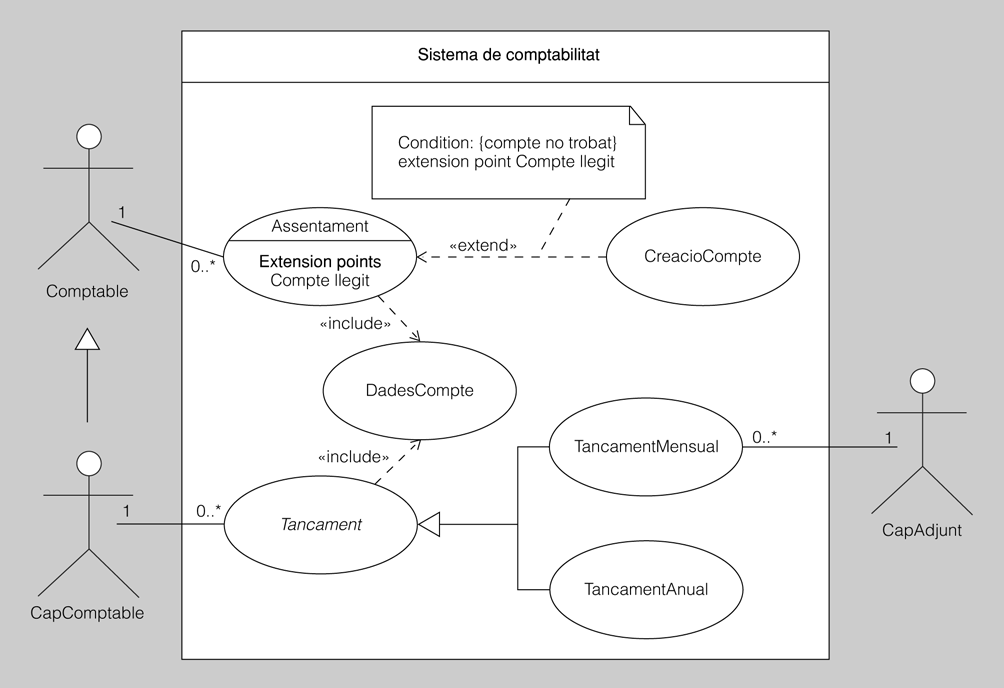 Sistema de comptabilitat
Condition: {compte no trobat}
extension point Compte llegit
1
0..*
Comptable
Assentament
Extension points
Compte llegit
«extend»
CreacioCompte
«include»
DadesCompte
«include»
TancamentMensual
0..*
1
CapAdjunt
1
0..*
Tancament
CapComptable
TancamentAnual